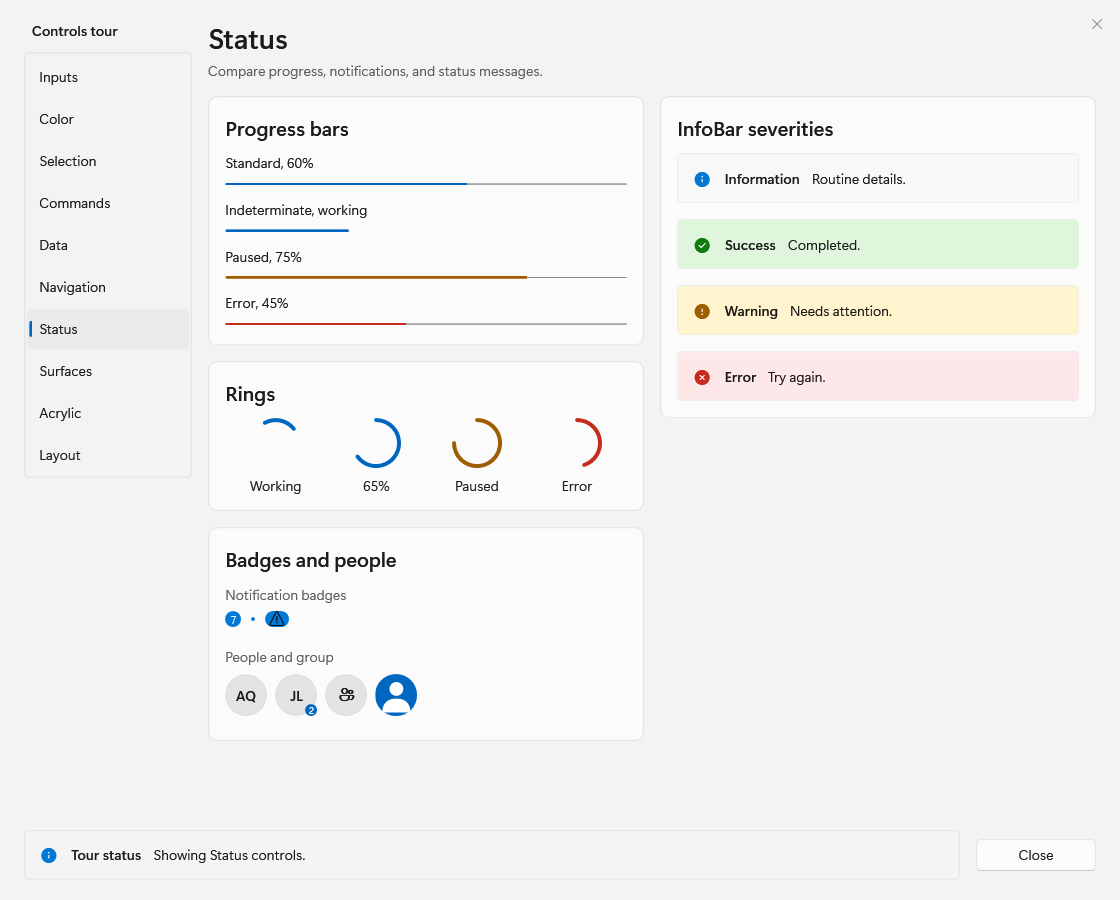 Controls tour
Inputs
Color
Selection
Commands
Data
Navigation
Status
Surfaces
Acrylic
Layout
Status
Compare progress, notifications, and status messages.
Progress bars
Standard, 60%
Indeterminate, working
Paused, 75%
Error, 45%
Rings
Working
65%
Paused
Error
Badges and people
Notification badges
7
People and group
AQ
JL
2
InfoBar severities
Information Routine details.
Success Completed.
Warning Needs attention.
Error Try again.
Tour status Showing Status controls.
Close